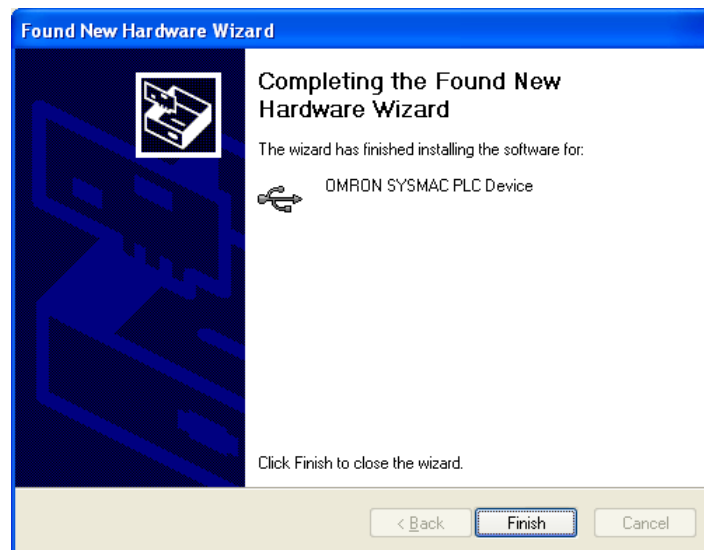 Found New Hardware Wizard
Completing the Found New
Hardware Wizard
The wizard has finished installing the software for:
OMRON SYSMAC PLC Device
Click Finish to close the wizard.
< Back
Finish
Cancel